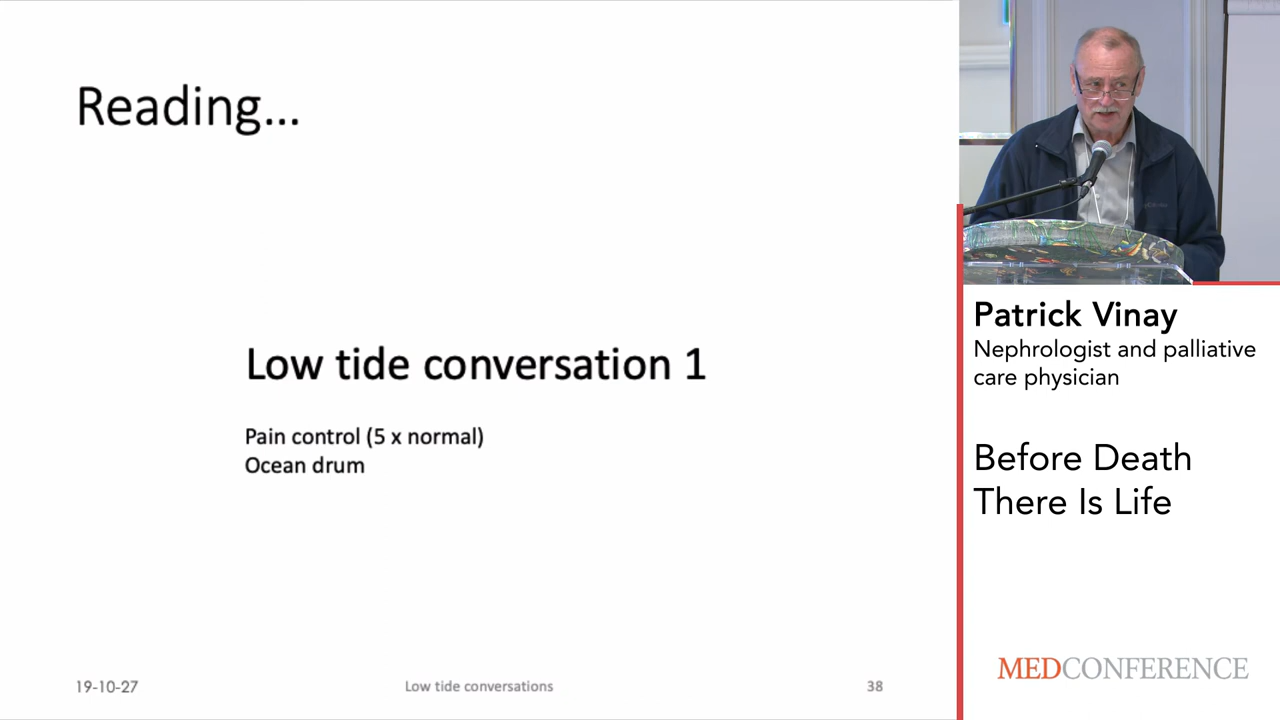 Reading...
Low tide conversation 1
Pain control (5 x normal)
Ocean drum
19-10-27
Low tide conversations
38
Patrick Vinay
Nephrologist and palliative
care physician
Before Death
There Is Life
MEDCONFERENCE